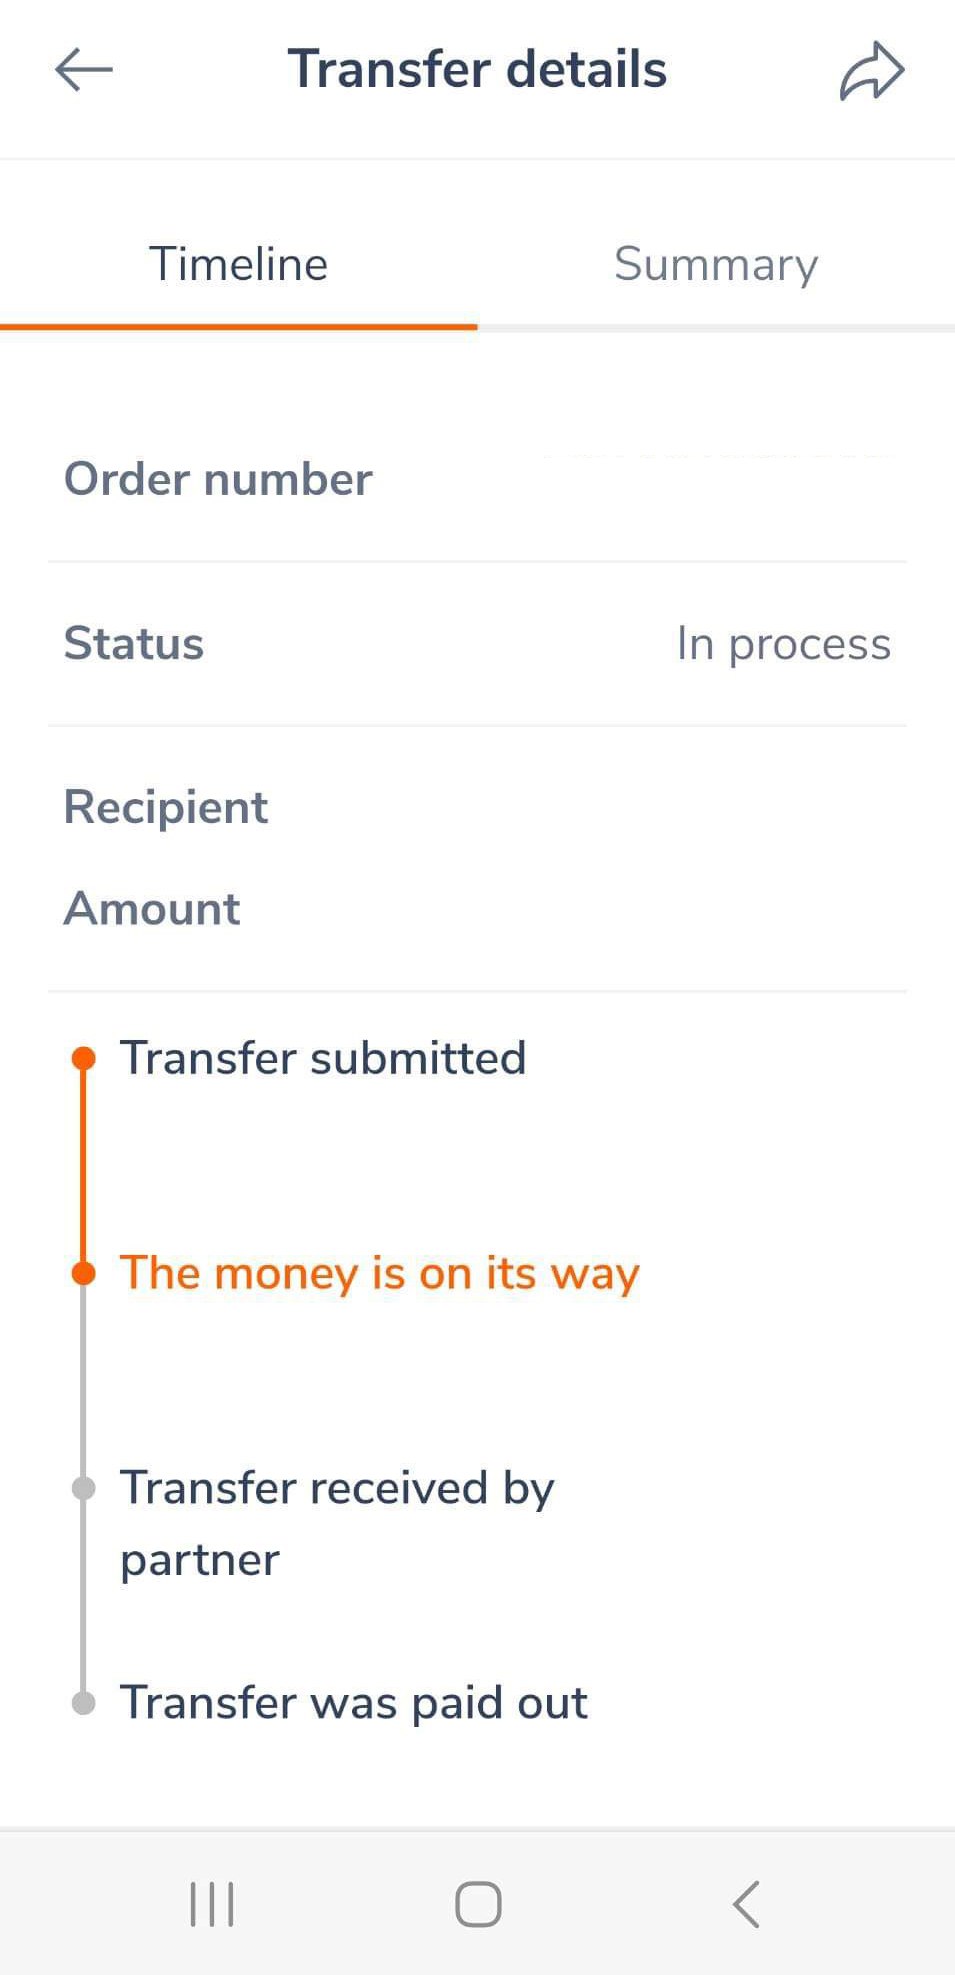 Transfer details
Timeline
Summary
Order number
Status
In process
Recipient
Amount
Transfer submitted
The money is on its way
Transfer received by
partner
Transfer was paid out